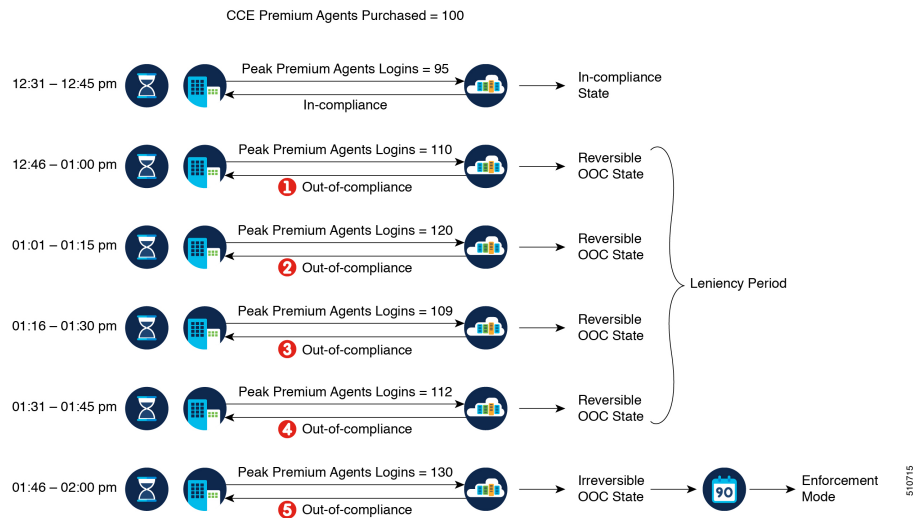 CCE Premium Agents Purchased = 100
12:31 – 12:45 pm
Peak Premium Agents Logins = 95
In-compliance
In-compliance
State
12:46 – 01:00 pm
Peak Premium Agents Logins = 110
1 Out-of-compliance
Reversible
OOC State
01:01 – 01:15 pm
Peak Premium Agents Logins = 120
2 Out-of-compliance
Reversible
OOC State
Leniency Period
01:16 – 01:30 pm
Peak Premium Agents Logins = 109
3 Out-of-compliance
Reversible
OOC State
01:31 – 01:45 pm
Peak Premium Agents Logins = 112
4 Out-of-compliance
Reversible
OOC State
01:46 – 02:00 pm
Peak Premium Agents Logins = 130
5 Out-of-compliance
Irreversible
OOC State
90
Enforcement
Mode
510715